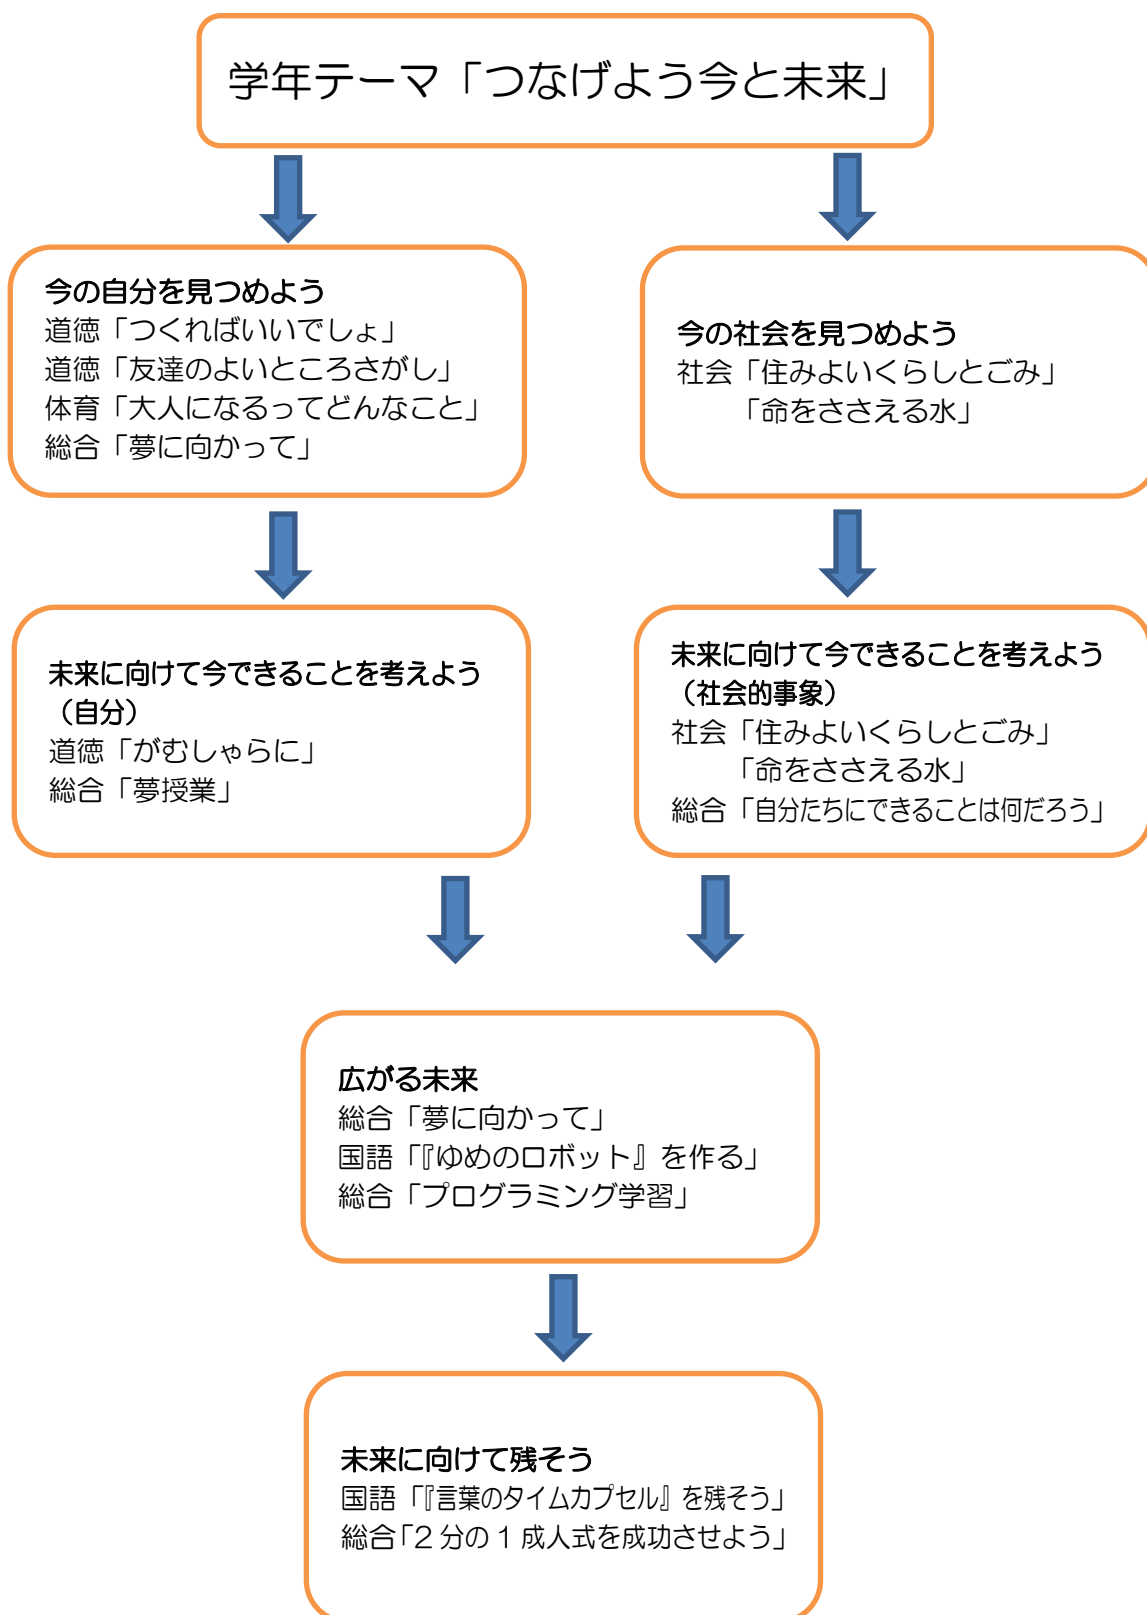 学年テーマ「つなげよう今と未来」
今の自分を見つめよう
道徳「つくればいいでしょ」
道徳「友達のよいところさがし」
体育「大人になるってどんなこと」
総合「夢に向かって」
今の社会を見つめよう
社会「住みよいくらしとごみ」
「命をささえる水」
未来に向けて今できることを考えよう
（自分）
道徳「がむしゃらに」
総合「夢授業」
未来に向けて今できることを考えよう
（社会的事象）
社会「住みよいくらしとごみ」
「命をささえる水」
総合「自分たちにできることは何だろう」
広がる未来
総合「夢に向かって」
国語「『ゆめのロボット』を作る」
総合「プログラミング学習」
未来に向けて残そう
国語「『言葉のタイムカプセル』を残そう」
総合「２分の１成人式を成功させよう」